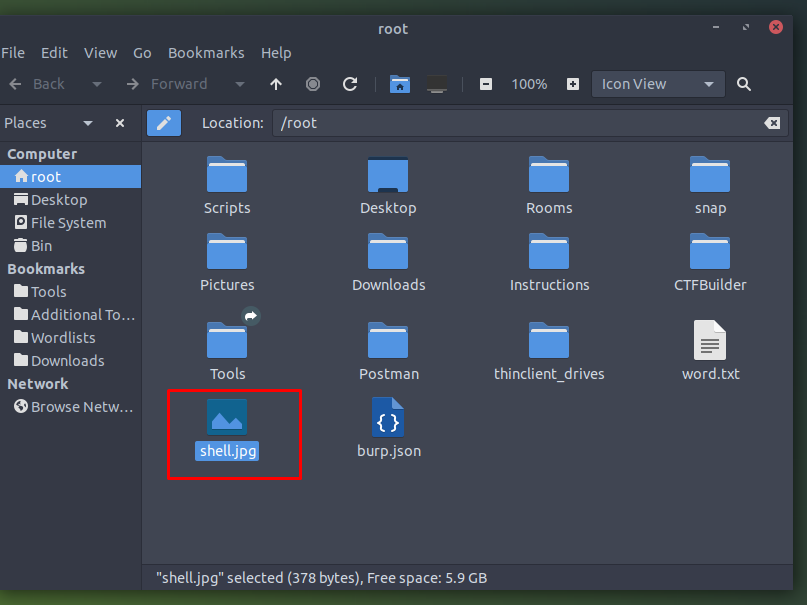 root
File Edit View Go Bookmarks Help
Back Forward 100% Icon View
Places Location: /root
Computer
root
Desktop
File System
Bin
Bookmarks
Tools
Additional To...
Wordlists
Downloads
Network
Browse Netw...
Scripts Desktop Rooms snap
Pictures Downloads Instructions CTFBuilder
Tools Postman thinclient_drives word.txt
shell.jpg burp.json
"shell.jpg" selected (378 bytes), Free space: 5.9 GB